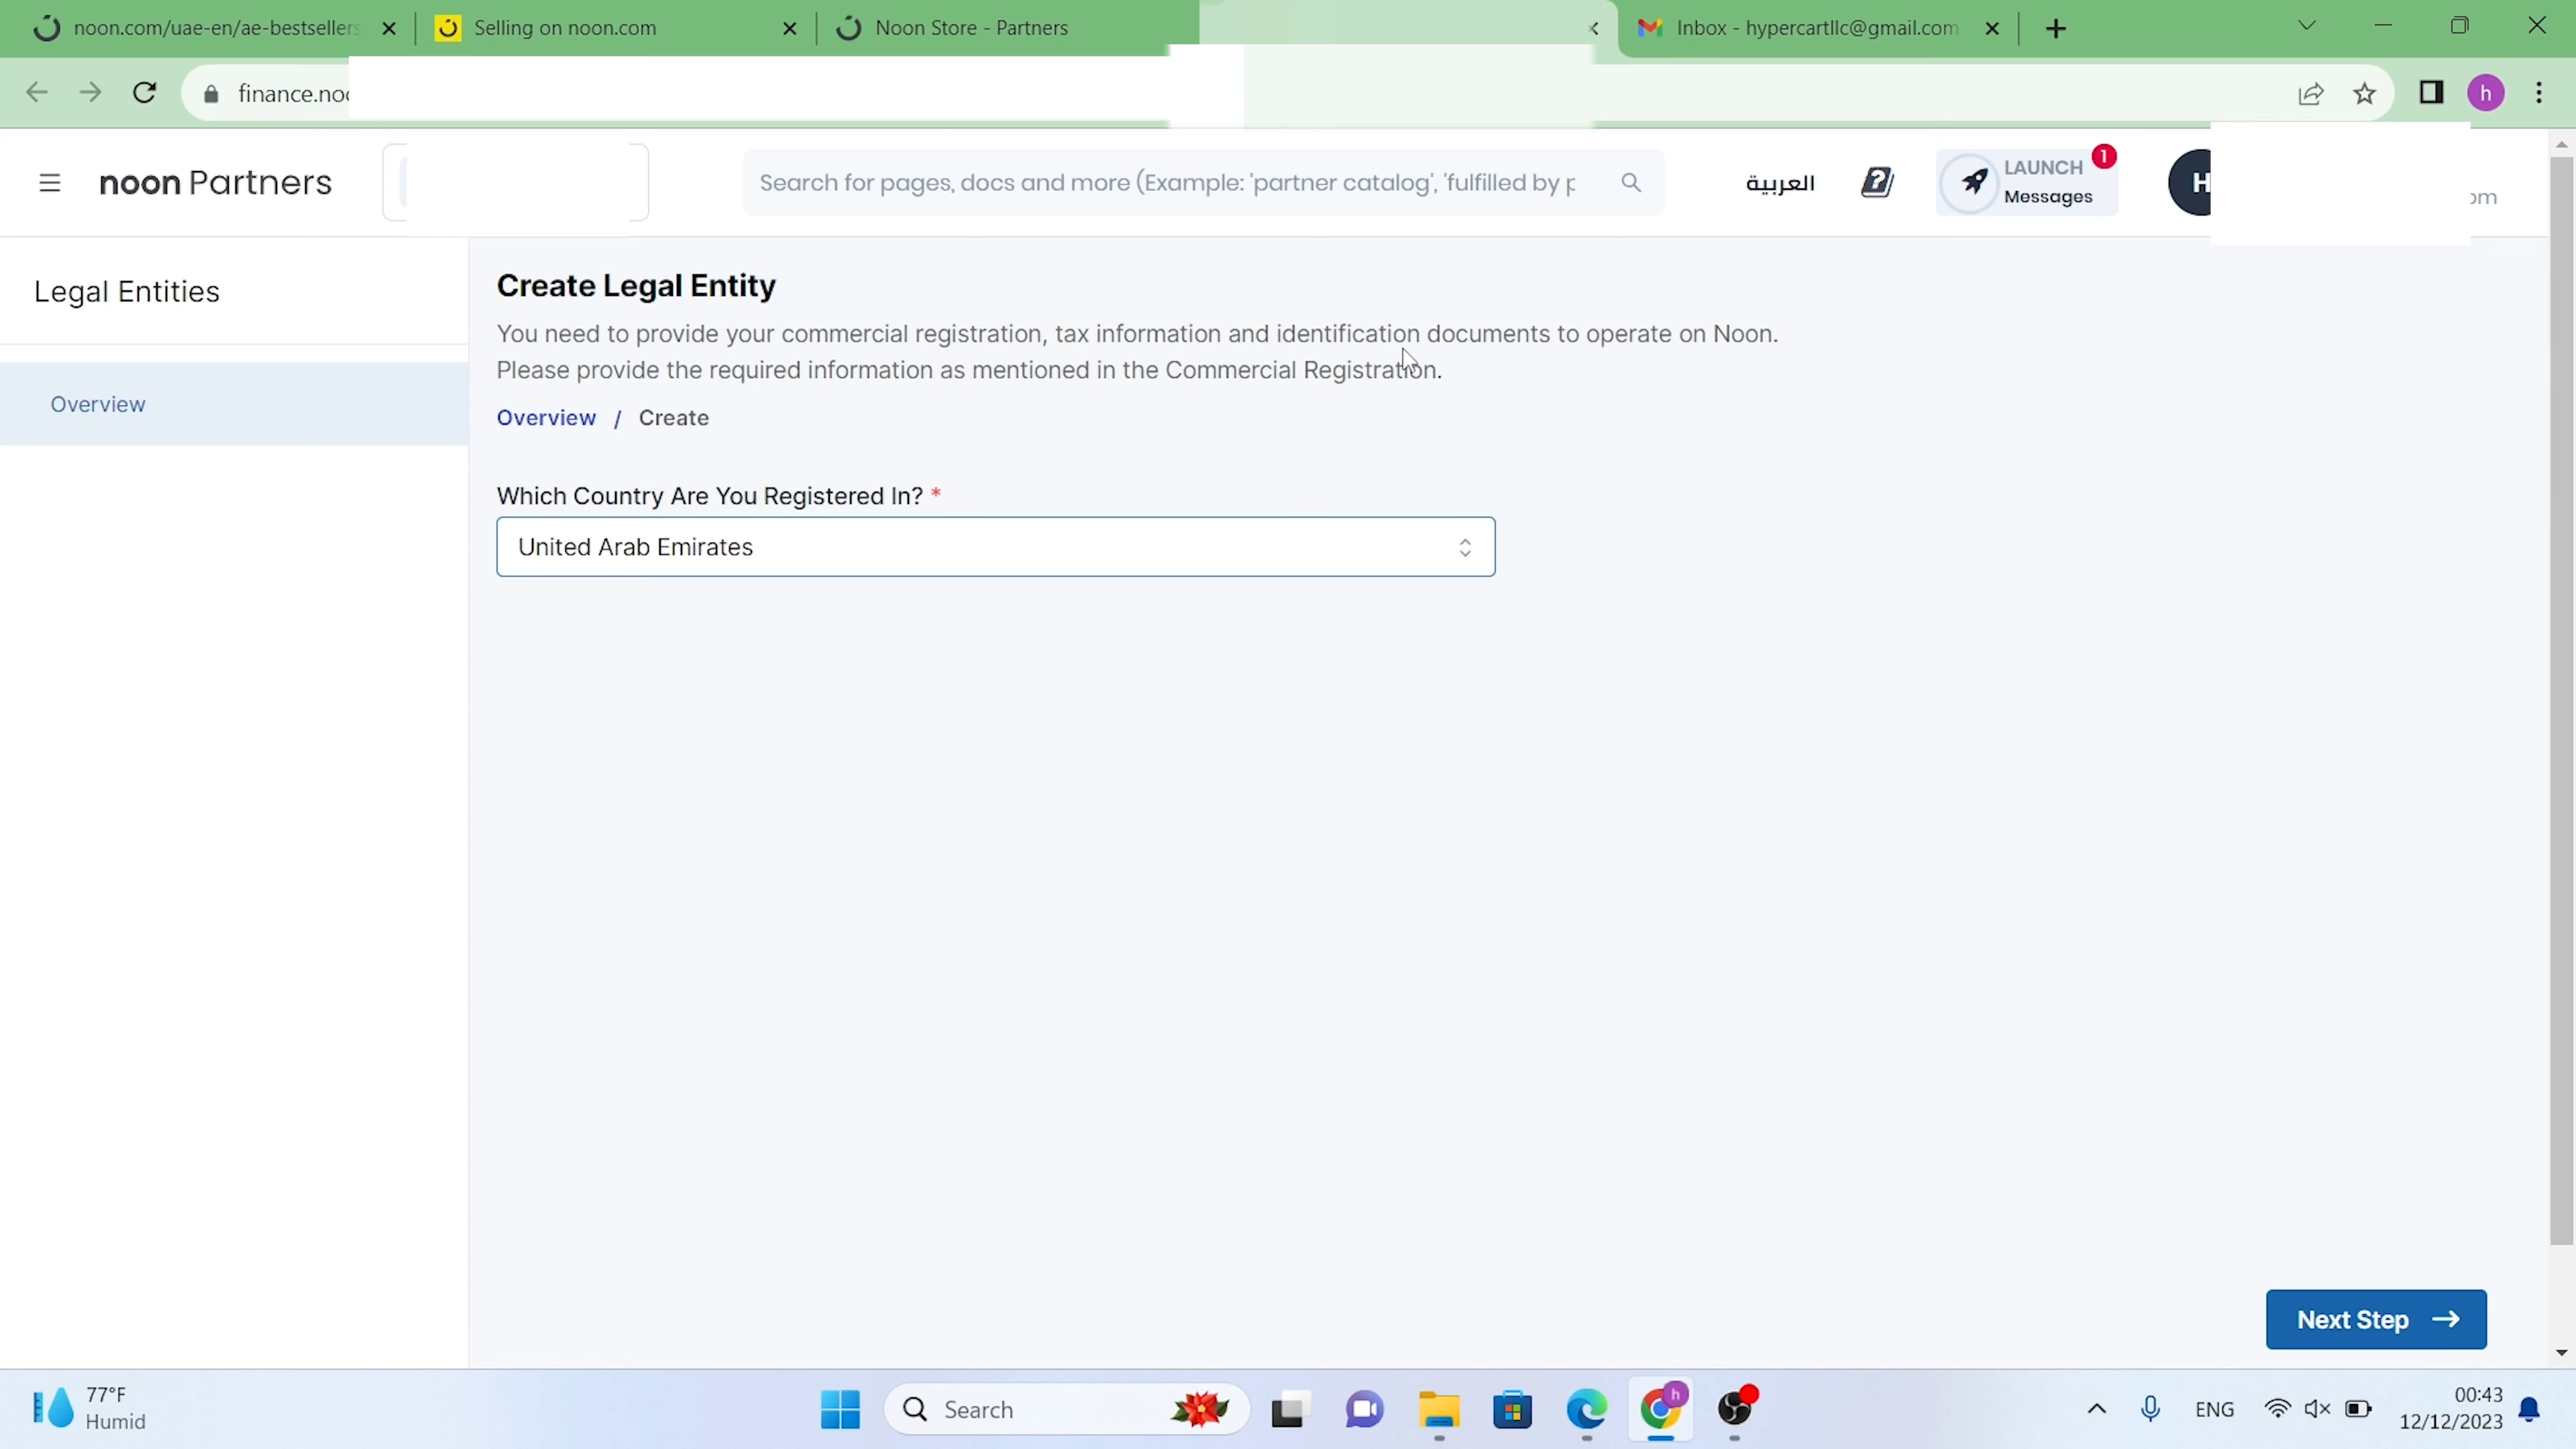 noon.com/uae-en/ae-bestsellers
Selling on noon.com
Noon Store - Partners
Inbox - hypercartllc@gmail.com
finance.noo
h
noon Partners
Search for pages, docs and more (Example: 'partner catalog', 'fulfilled by p
العربية
LAUNCH
Messages
1
H
om
Legal Entities
Overview
Create Legal Entity
You need to provide your commercial registration, tax information and identification documents to operate on Noon.
Please provide the required information as mentioned in the Commercial Registration.
Overview / Create
Which Country Are You Registered In? *
United Arab Emirates
Next Step
77°F
Humid
Search
h
ENG
00:43
12/12/2023